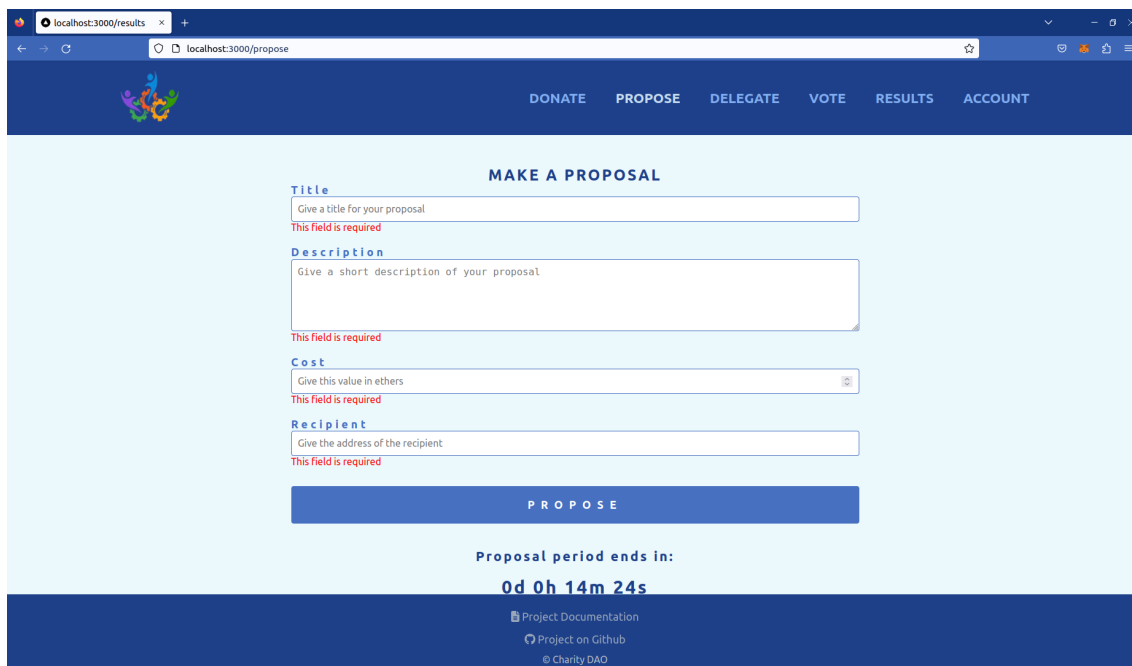 localhost:3000/results × +
localhost:3000/propose
DONATE PROPOSE DELEGATE VOTE RESULTS ACCOUNT
MAKE A PROPOSAL
Title
Give a title for your proposal
This field is required
Description
Give a short description of your proposal
This field is required
Cost
Give this value in ethers
This field is required
Recipient
Give the address of the recipient
This field is required
PROPOSE
Proposal period ends in:
0d 0h 14m 24s
Project Documentation
Project on Github
© Charity DAO